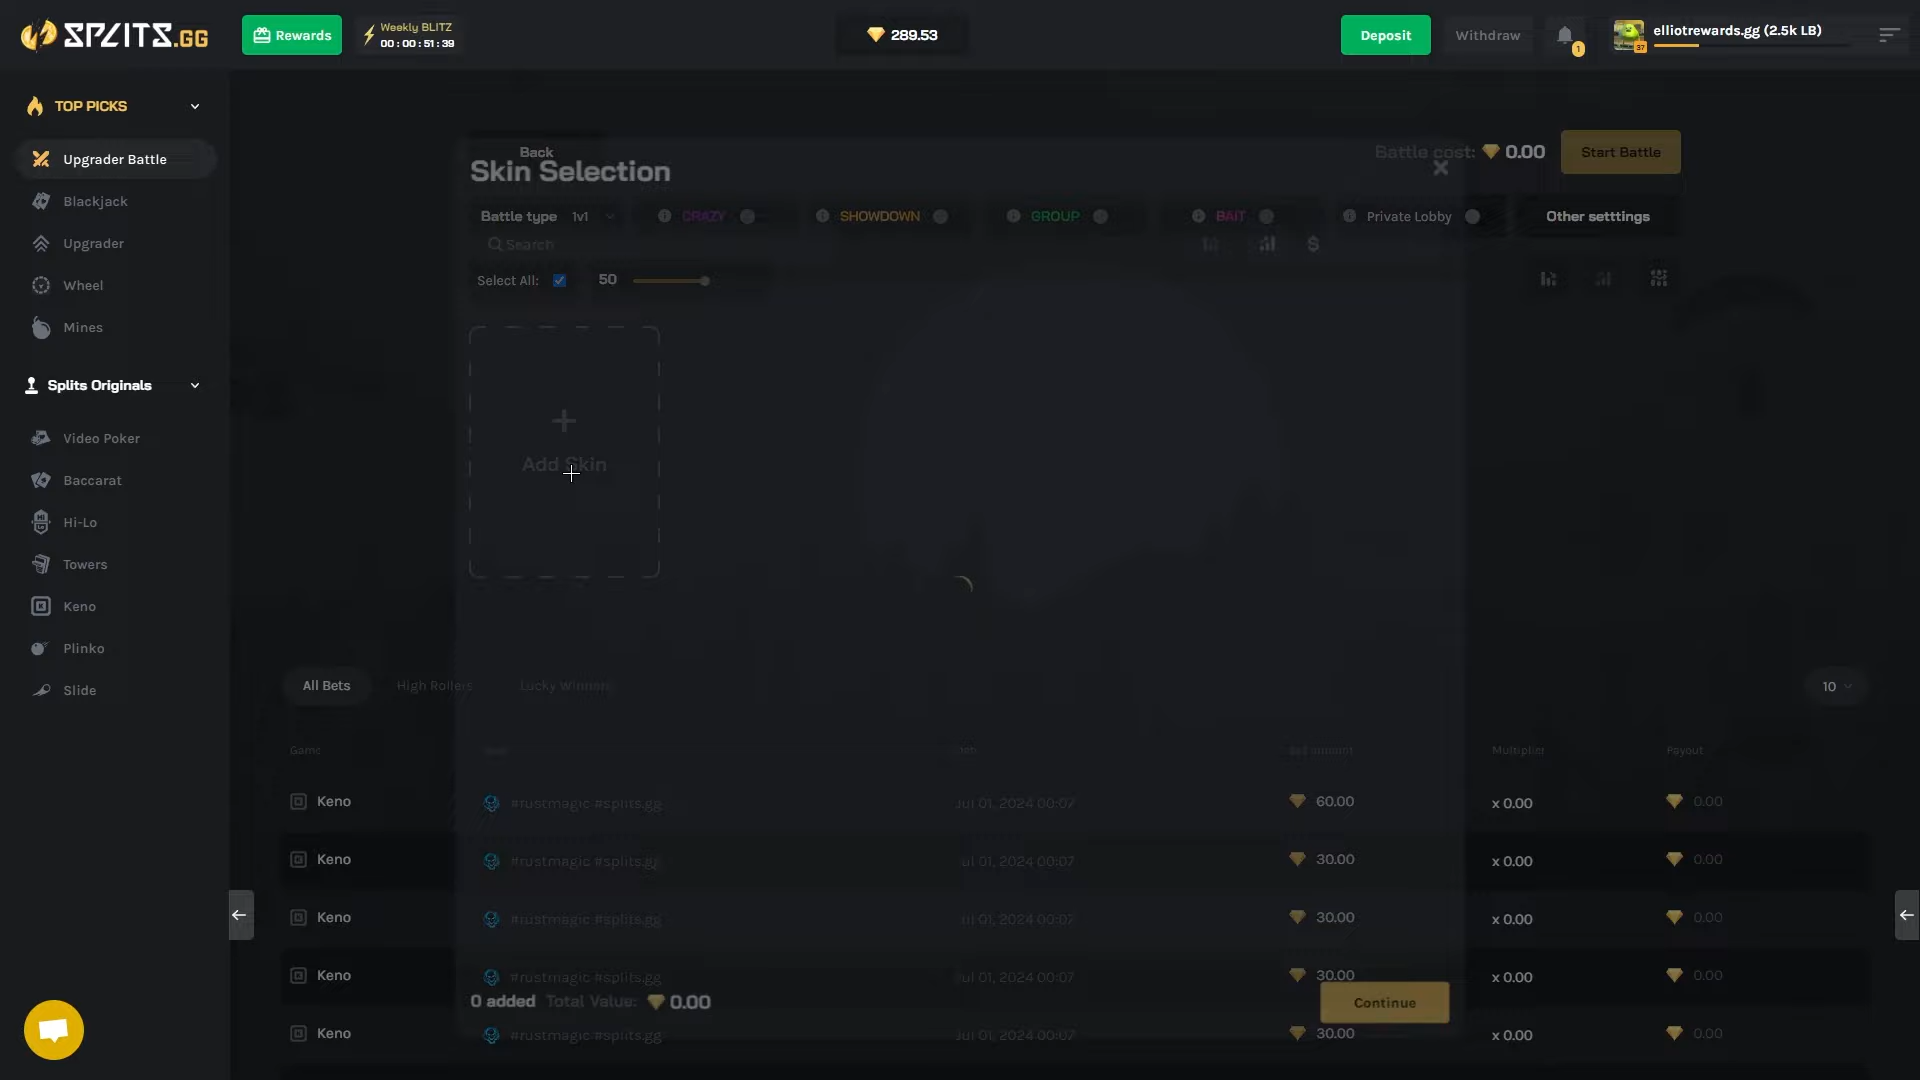 SPLITS.GG
Rewards
Weekly BLITZ
00 : 00 : 51 : 39
289.53
Deposit
Withdraw
1
37
elliotrewards.gg (2.5k LB)
TOP PICKS
Upgrader Battle
Blackjack
Upgrader
Wheel
Mines
Splits Originals
Video Poker
Baccarat
Hi-Lo
Towers
Keno
Plinko
Slide
Back
Skin Selection
Battle cost: 0.00
Start Battle
Battle type 1v1
CRAZY
SHOWDOWN
GROUP
BAIT
Private Lobby
Other setttings
Search
Select All:
50
Add Skin
All Bets
High Rollers
Lucky Winners
10
Game
Bet amount
Multiplier
Payout
Keno #rustmagic #splits.gg Jul 01, 2024 00:07 60.00 x 0.00 0.00
Keno #rustmagic #splits.gg Jul 01, 2024 00:07 30.00 x 0.00 0.00
Keno #rustmagic #splits.gg Jul 01, 2024 00:07 30.00 x 0.00 0.00
Keno #rustmagic #splits.gg Jul 01, 2024 00:07 30.00 x 0.00 0.00
0 added Total Value: 0.00
Continue
Keno #rustmagic #splits.gg Jul 01, 2024 00:07 30.00 x 0.00 0.00